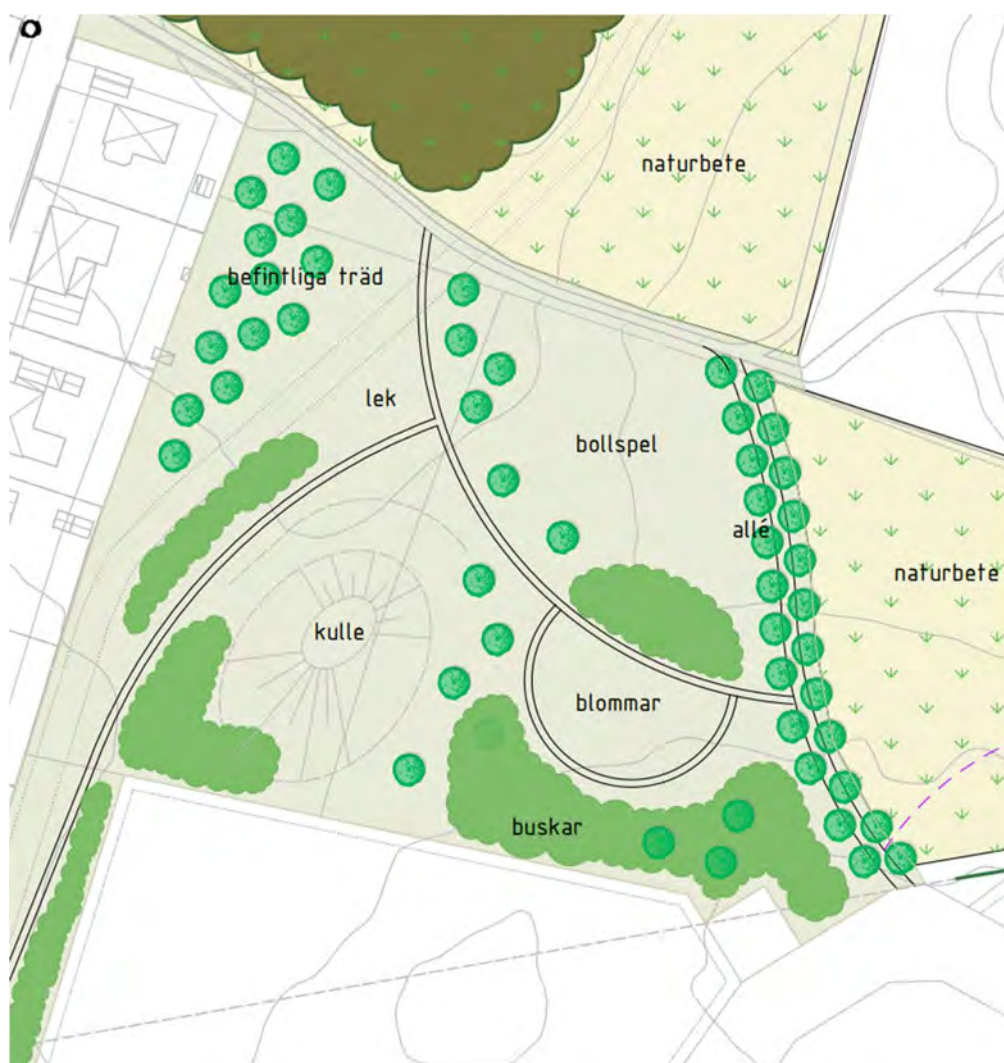 o
naturbete
befintliga träd
lek
bollspel
allé
naturbete
kulle
blommar
buskar